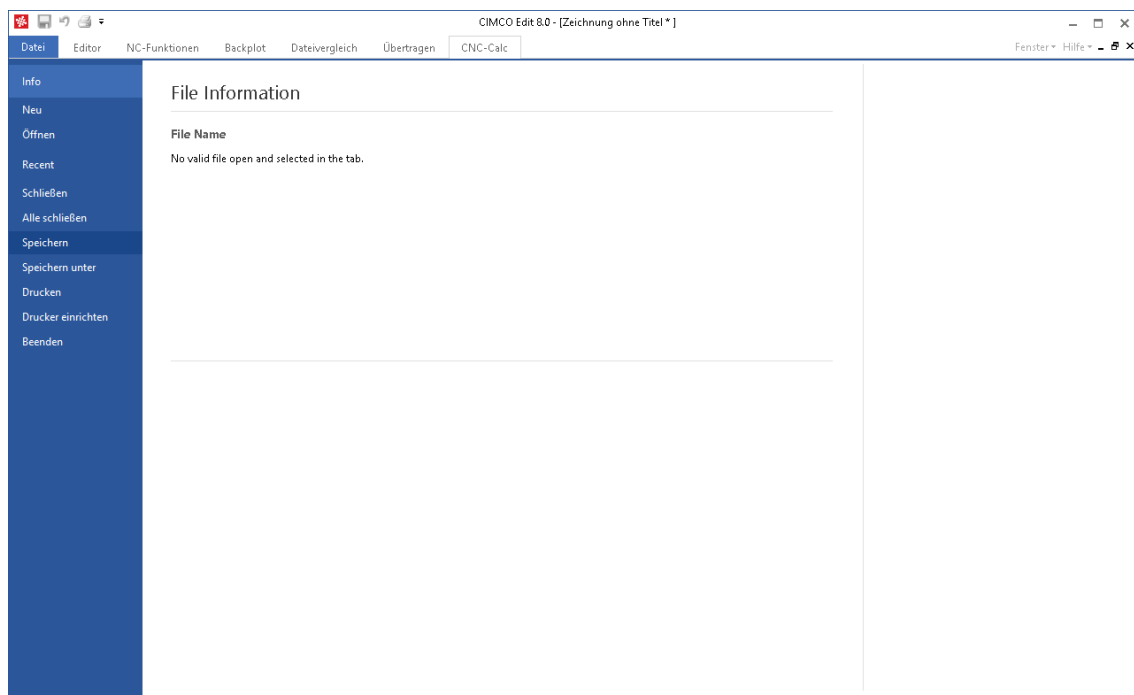 CIMCO Edit 8.0 - [Zeichnung ohne Titel * ]
Datei Editor NC-Funktionen Backplot Dateivergleich Übertragen CNC-Calc Fenster Hilfe
Info
Neu
Öffnen
Recent
Schließen
Alle schließen
Speichern
Speichern unter
Drucken
Drucker einrichten
Beenden
File Information
File Name
No valid file open and selected in the tab.